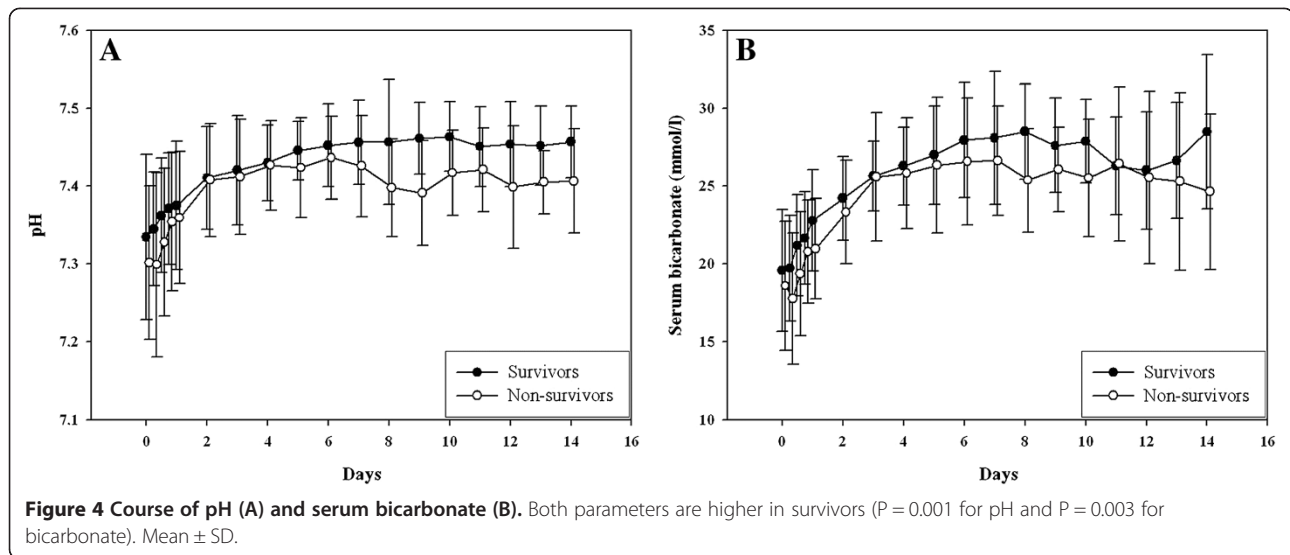 A
7.6
7.5
7.4
7.3
7.2
7.1
pH
0 2 4 6 8 10 12 14 16
Days
Survivors
Non-survivors
B
35
30
25
20
15
10
Serum bicarbonate (mmol/l)
0 2 4 6 8 10 12 14 16
Days
Survivors
Non-survivors
Figure 4 Course of pH (A) and serum bicarbonate (B). Both parameters are higher in survivors (P = 0.001 for pH and P = 0.003 for
bicarbonate). Mean ± SD.